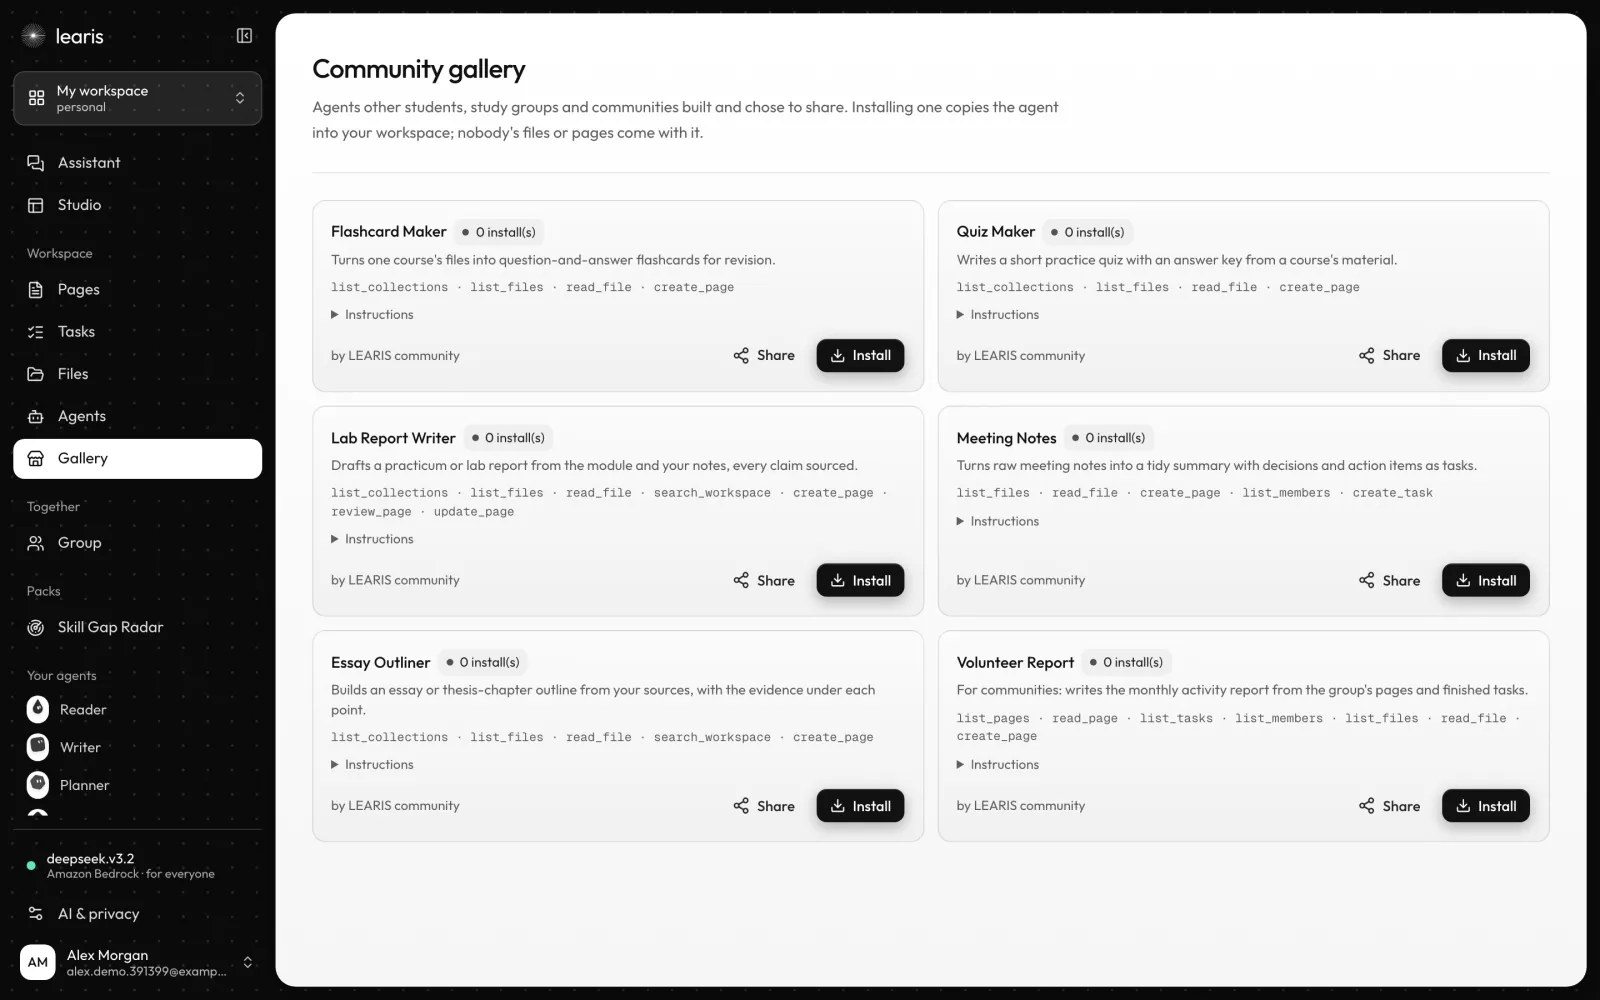 learis
My workspace
personal
Assistant
Studio
Workspace
Pages
Tasks
Files
Agents
Gallery
Together
Group
Packs
Skill Gap Radar
Your agents
Reader
Writer
Planner
deepseek.v3.2
Amazon Bedrock · for everyone
AI & privacy
AM
Alex Morgan
alex.demo.391399@examp...
Community gallery
Agents other students, study groups and communities built and chose to share. Installing one copies the agent
into your workspace; nobody's files or pages come with it.
Flashcard Maker
0 install(s)
Turns one course's files into question-and-answer flashcards for revision.
list_collections · list_files · read_file · create_page
Instructions
by LEARIS community
Share
Install
Quiz Maker
0 install(s)
Writes a short practice quiz with an answer key from a course's material.
list_collections · list_files · read_file · create_page
Instructions
by LEARIS community
Share
Install
Lab Report Writer
0 install(s)
Drafts a practicum or lab report from the module and your notes, every claim sourced.
list_collections · list_files · read_file · search_workspace · create_page ·
review_page · update_page
Instructions
by LEARIS community
Share
Install
Meeting Notes
0 install(s)
Turns raw meeting notes into a tidy summary with decisions and action items as tasks.
list_files · read_file · create_page · list_members · create_task
Instructions
by LEARIS community
Share
Install
Essay Outliner
0 install(s)
Builds an essay or thesis-chapter outline from your sources, with the evidence under each
point.
list_collections · list_files · read_file · search_workspace · create_page
Instructions
by LEARIS community
Share
Install
Volunteer Report
0 install(s)
For communities: writes the monthly activity report from the group's pages and finished tasks.
list_pages · read_page · list_tasks · list_members · list_files · read_file ·
create_page
Instructions
by LEARIS community
Share
Install